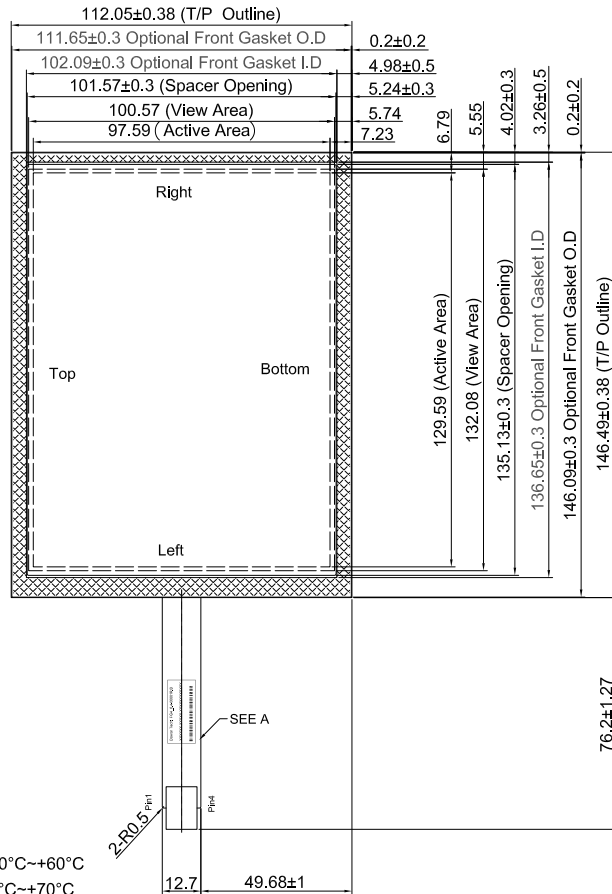 112.05±0.38 (T/P Outline)
111.65±0.3 Optional Front Gasket O.D
0.2±0.2
102.09±0.3 Optional Front Gasket I.D
4.98±0.5
101.57±0.3 (Spacer Opening)
5.24±0.3
100.57 (View Area)
5.74
97.59 (Active Area)
7.23
6.79
5.55
4.02±0.3
3.26±0.5
0.2±0.2
Right
Top
Bottom
Left
129.59 (Active Area)
132.08 (View Area)
135.13±0.3 (Spacer Opening)
136.65±0.3 Optional Front Gasket I.D
146.09±0.3 Optional Front Gasket O.D
146.49±0.38 (T/P Outline)
76.2±1.27
SEE A
Pin1
Pin4
2-R0.5
0°C~+60°C
°C~+70°C
12.7
49.68±1